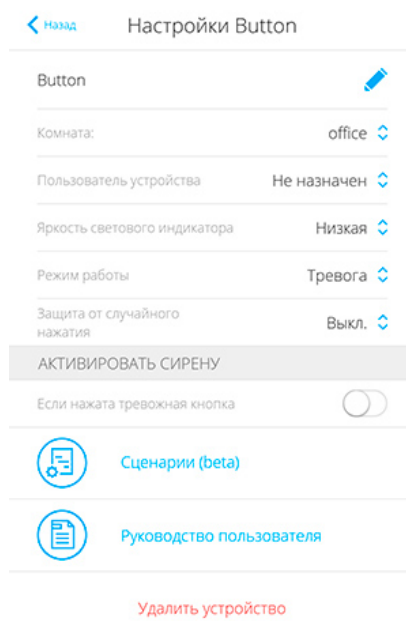 Назад Настройки Button
Button
Комната: office
Пользователь устройства Не назначен
Яркость светового индикатора Низкая
Режим работы Тревога
Защита от случайного
нажатия Выкл.
АКТИВИРОВАТЬ СИРЕНУ
Если нажата тревожная кнопка
Сценарии (beta)
Руководство пользователя
Удалить устройство